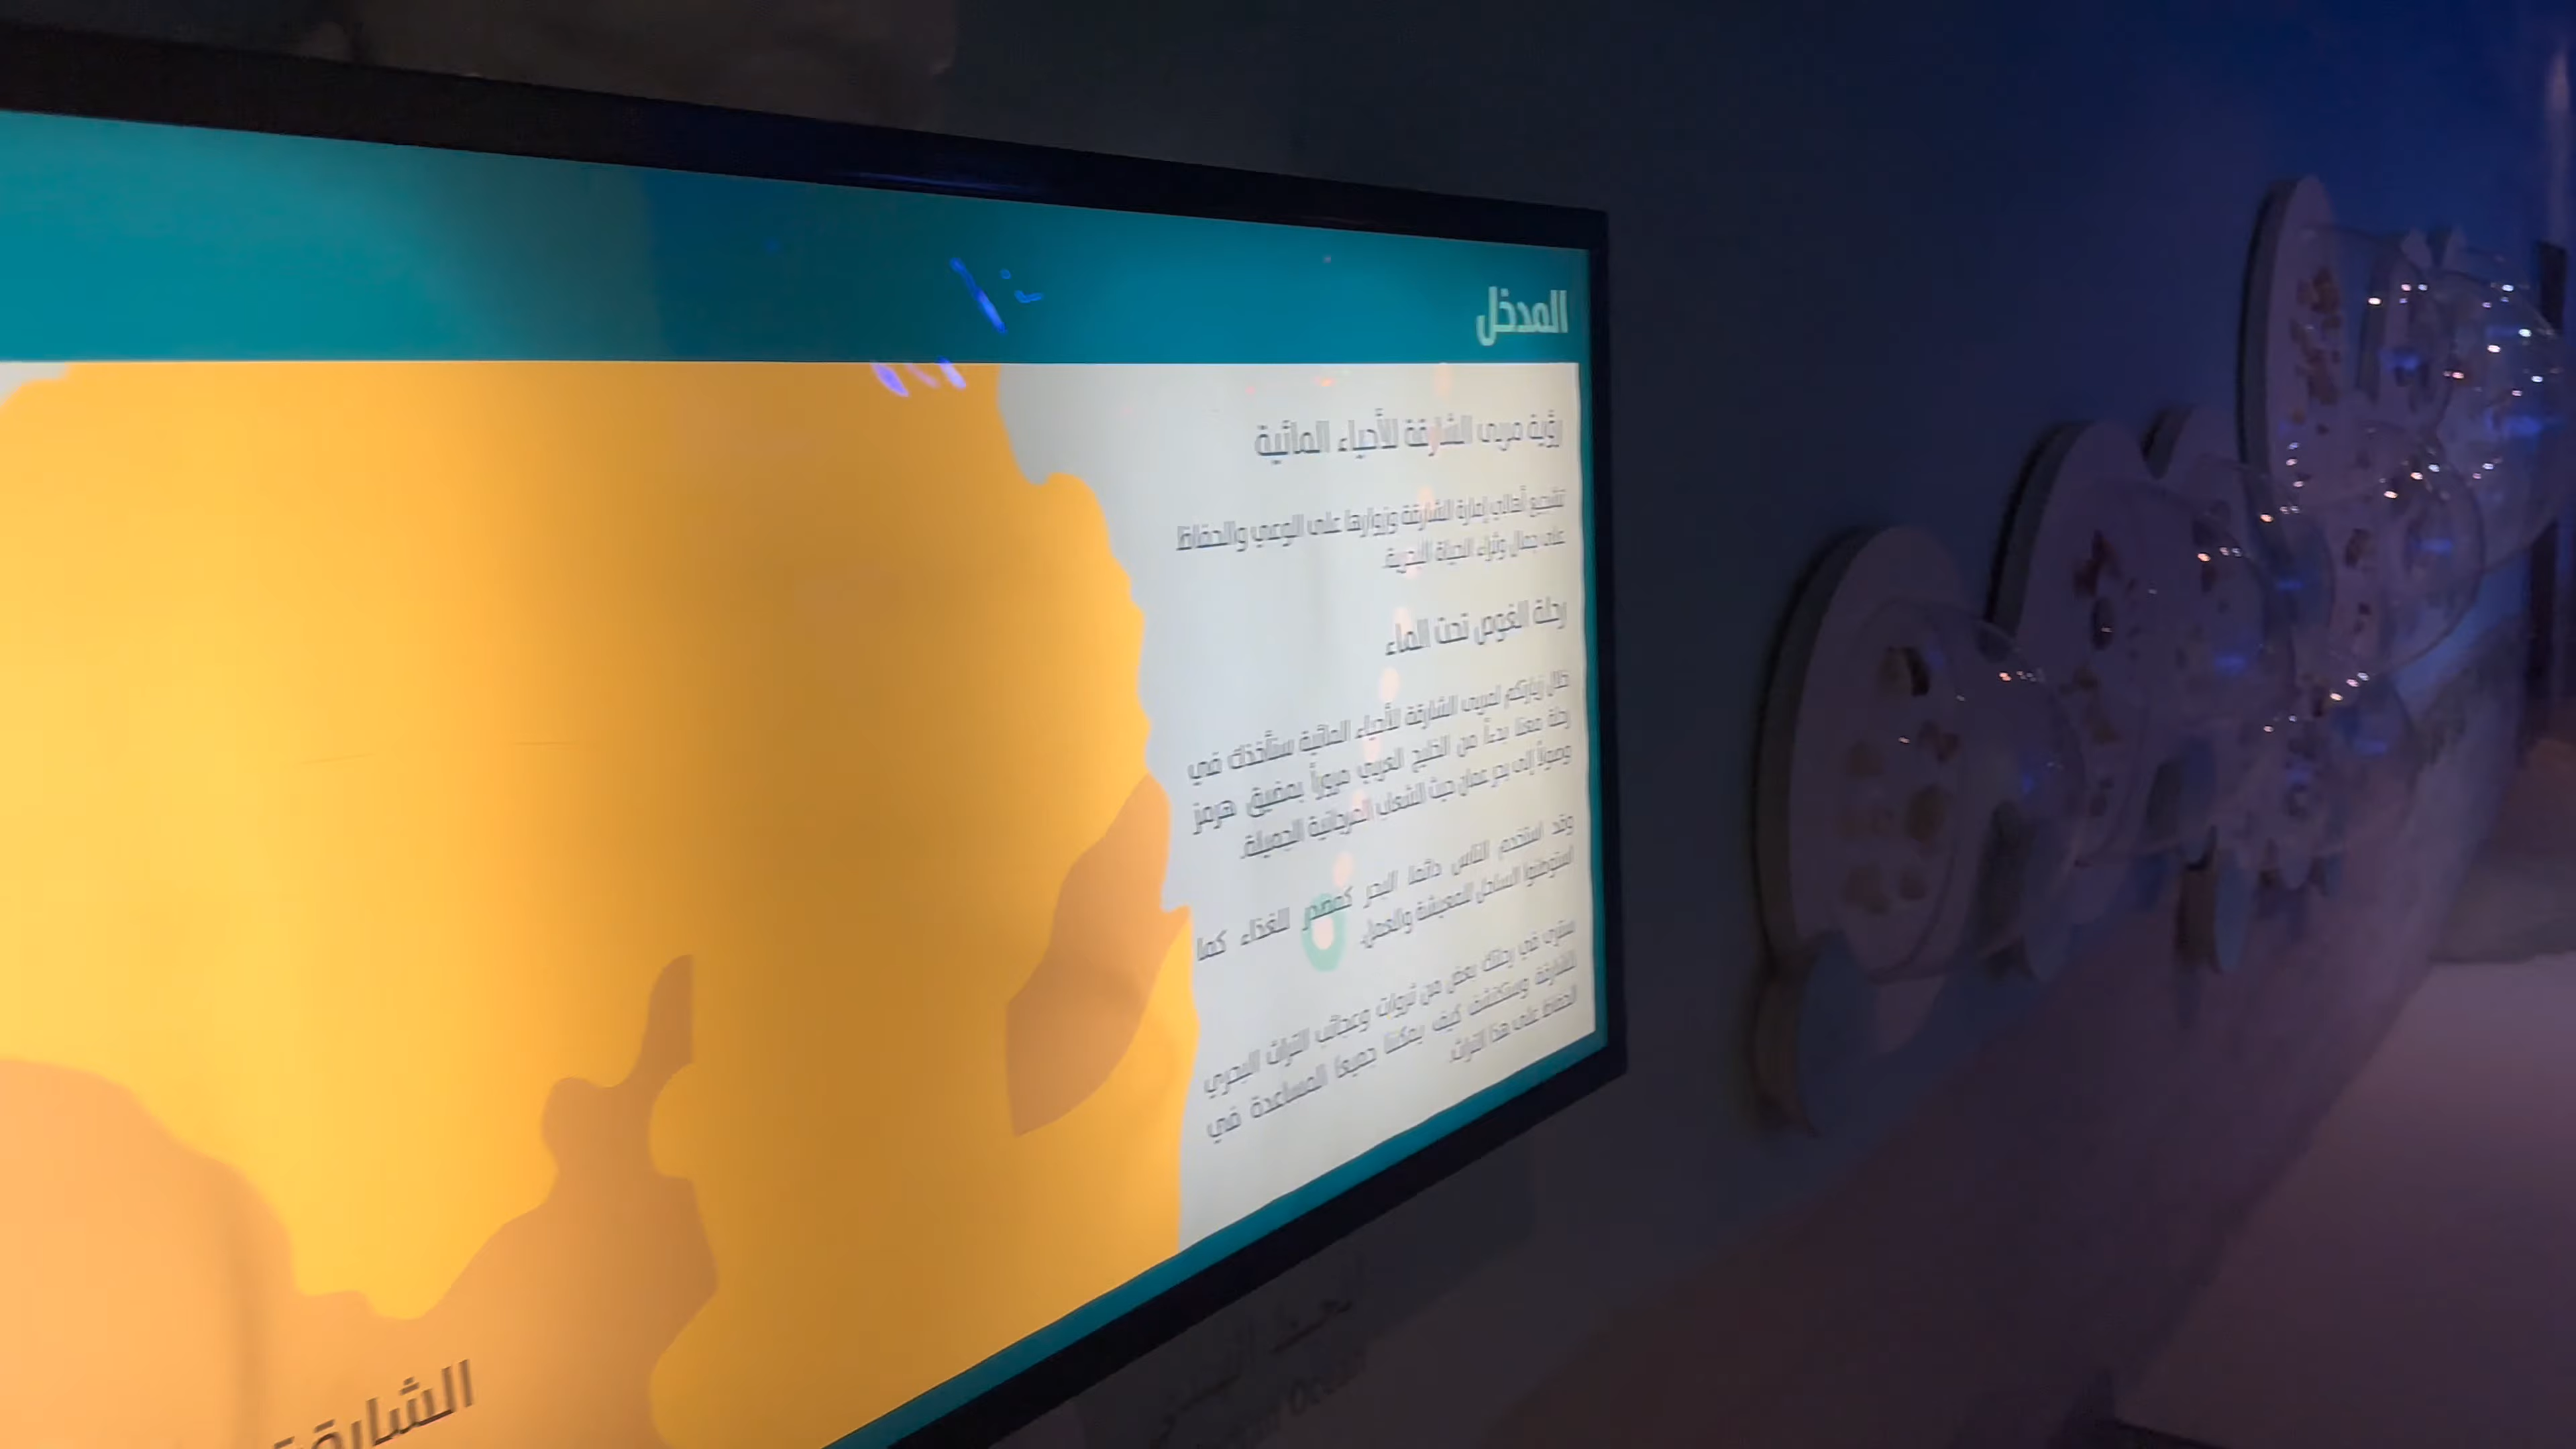 المدخل
رؤية مربى الشارقة للأحياء المائية
تشجيع أهالي إمارة الشارقة وزوارها على الوعي والحفاظ
على جمال وثراء الحياة البحرية.
رحلة الغوص تحت الماء
خلال زيارتكم لمربى الشارقة للأحياء المائية سنأخذك في
رحلة معنا بدءاً من الخليج العربي مروراً بمضيق هرمز
وصولاً إلى بحر عمان حيث الشعاب المرجانية الجميلة.
وقد استخدم الناس دائما البحر كمصدر للغذاء كما
استوطنوا الساحل للمعيشة والعمل.
سترى في رحلتك بعض من ثروات وعجائب التراث البحري
للشارقة وستكتشف كيف يمكننا جميعا المساعدة في
الحفاظ على هذا التراث.
الشارقة